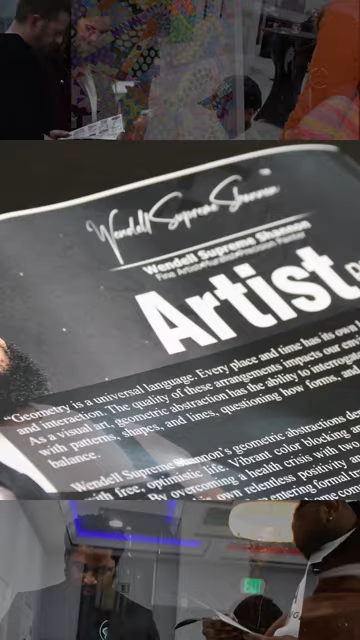 Wendell Supreme Shannon
Wendell Supreme Shannon
Fine Artist•Muralist•Precision Painter
Artist
"Geometry is a universal language. Every place and time has its own
and interaction. The quality of these arrangements impacts our
As a visual art, geometric abstraction has the ability to
with patterns, shapes, and lines, questioning how forms, and
balance.
Wendell Supreme Shannon's geometric abstractions
with free, optimistic life. Vibrant color blocking
By overcoming a health crisis with
own relentless positivity
entering formal